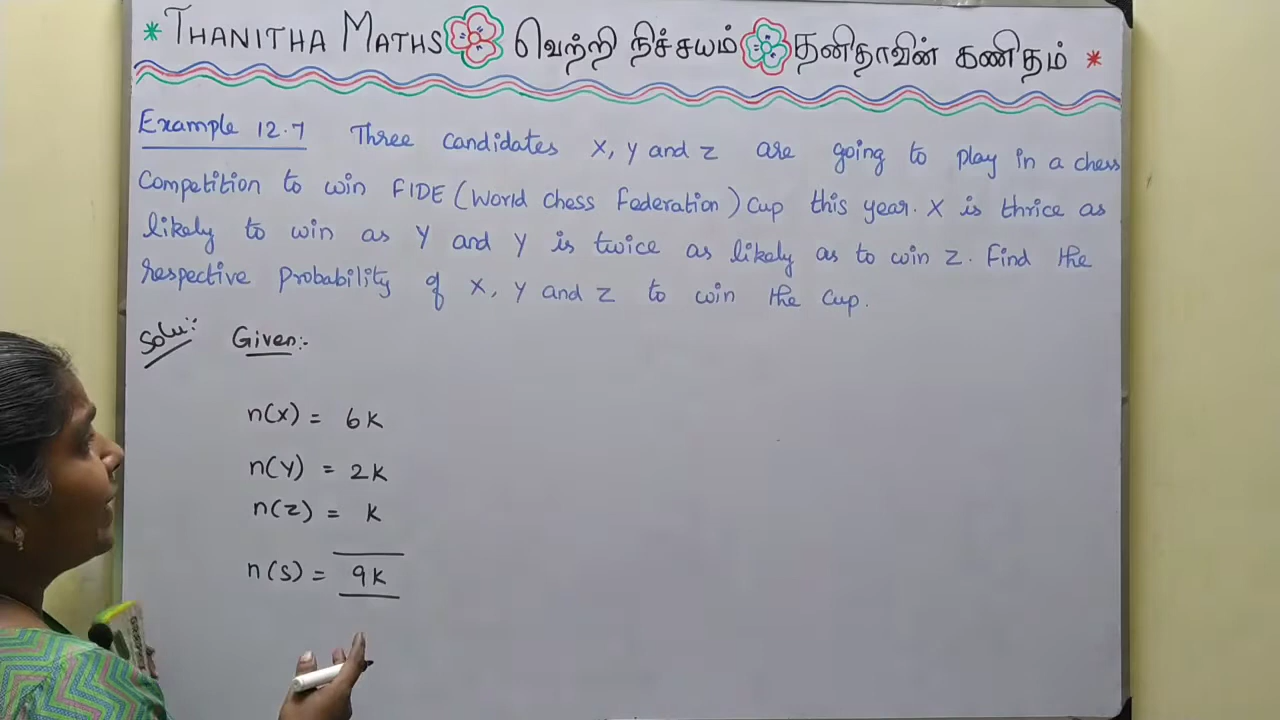 * THANITHA MATHS வெற்றி நிச்சயம் தனிதாவின் கணிதம் *
Example 12.7 Three candidates X, Y and Z are going to play in a chess
Competition to win FIDE (World Chess Federation) Cup this year. X is thrice as
likely to win as Y and Y is twice as likely as to win Z. Find the
respective probability of X, Y and Z to win the Cup.
Solu:- Given:-
n(X) = 6K
n(Y) = 2K
n(Z) = K
n(S) = 9K